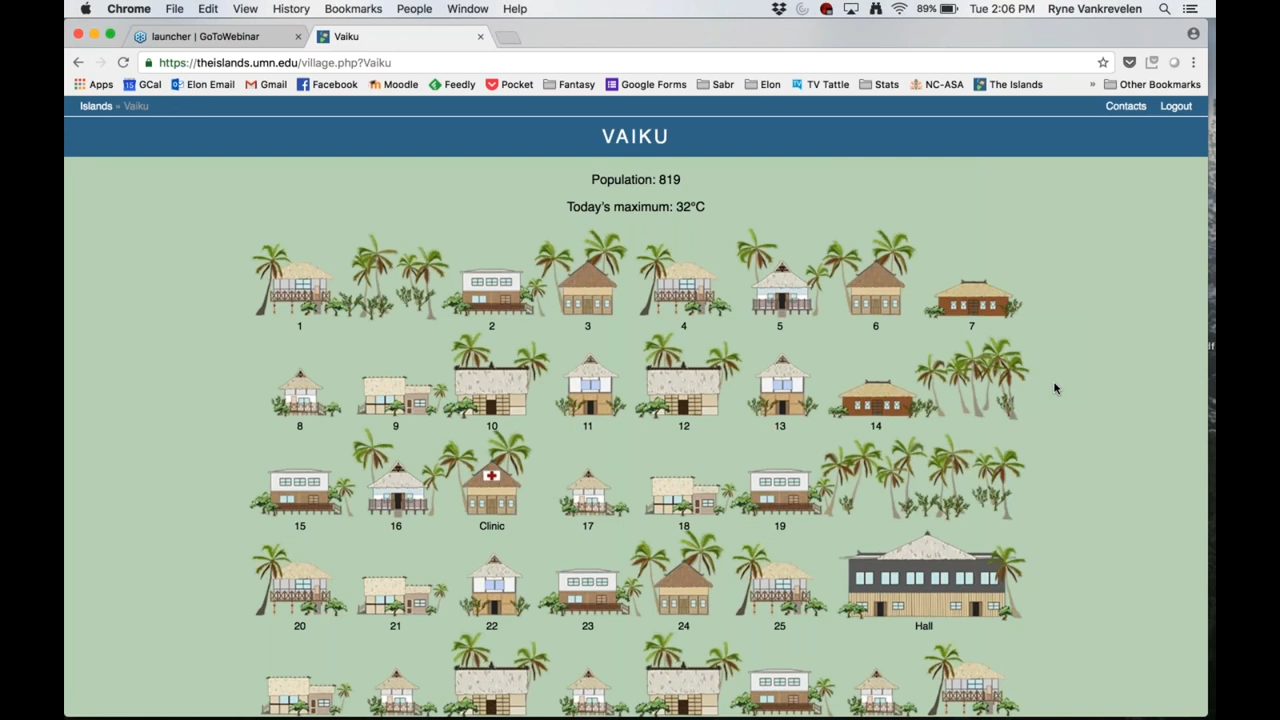 Chrome File Edit View History Bookmarks People Window Help 89% Tue 2:06 PM Ryne Vankrevelen
launcher | GoToWebinar Vaiku
https://theislands.umn.edu/village.php?Vaiku
Apps GCal Elon Email Gmail Facebook Moodle Feedly Pocket Fantasy Google Forms Sabr Elon TV Tattle Stats NC-ASA The Islands » Other Bookmarks
Islands » Vaiku Contacts Logout
VAIKU
Population: 819
Today's maximum: 32°C
1 2 3 4 5 6 7
8 9 10 11 12 13 14
15 16 Clinic 17 18 19
20 21 22 23 24 25 Hall